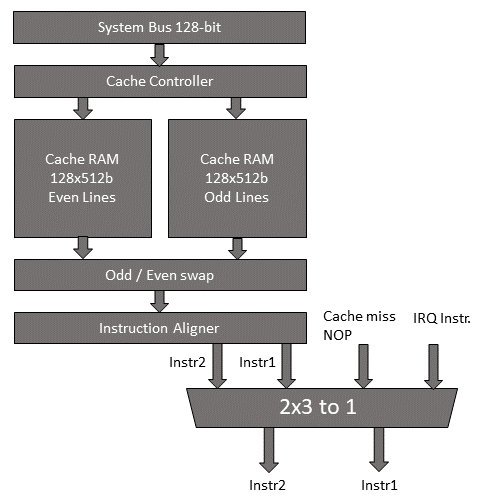 System Bus 128-bit
Cache Controller
Cache RAM
128x512b
Even Lines
Cache RAM
128x512b
Odd Lines
Odd / Even swap
Instruction Aligner
Cache miss
NOP
IRQ Instr.
Instr2
Instr1
2x3 to 1
Instr2
Instr1